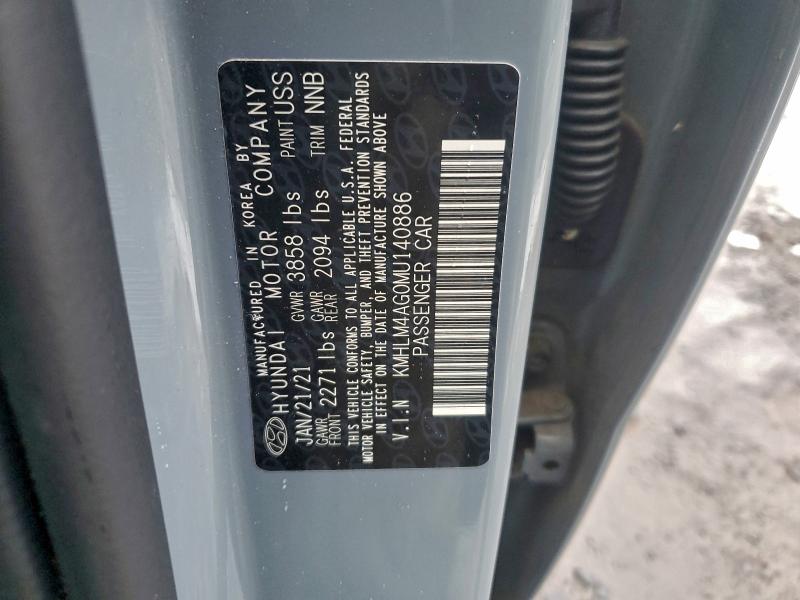 MANUFACTURED IN KOREA BY
HYUNDAI MOTOR COMPANY
JAN/21/21 GVWR 3858 lbs PAINT USS
GAWR FRONT 2271 lbs GAWR REAR 2094 lbs TRIM NNB
THIS VEHICLE CONFORMS TO ALL APPLICABLE U.S.A. FEDERAL
MOTOR VEHICLE SAFETY, BUMPER, AND THEFT PREVENTION STANDARDS
IN EFFECT ON THE DATE OF MANUFACTURE SHOWN ABOVE
V.I.N KMHLM4AG0MU140886
PASSENGER CAR